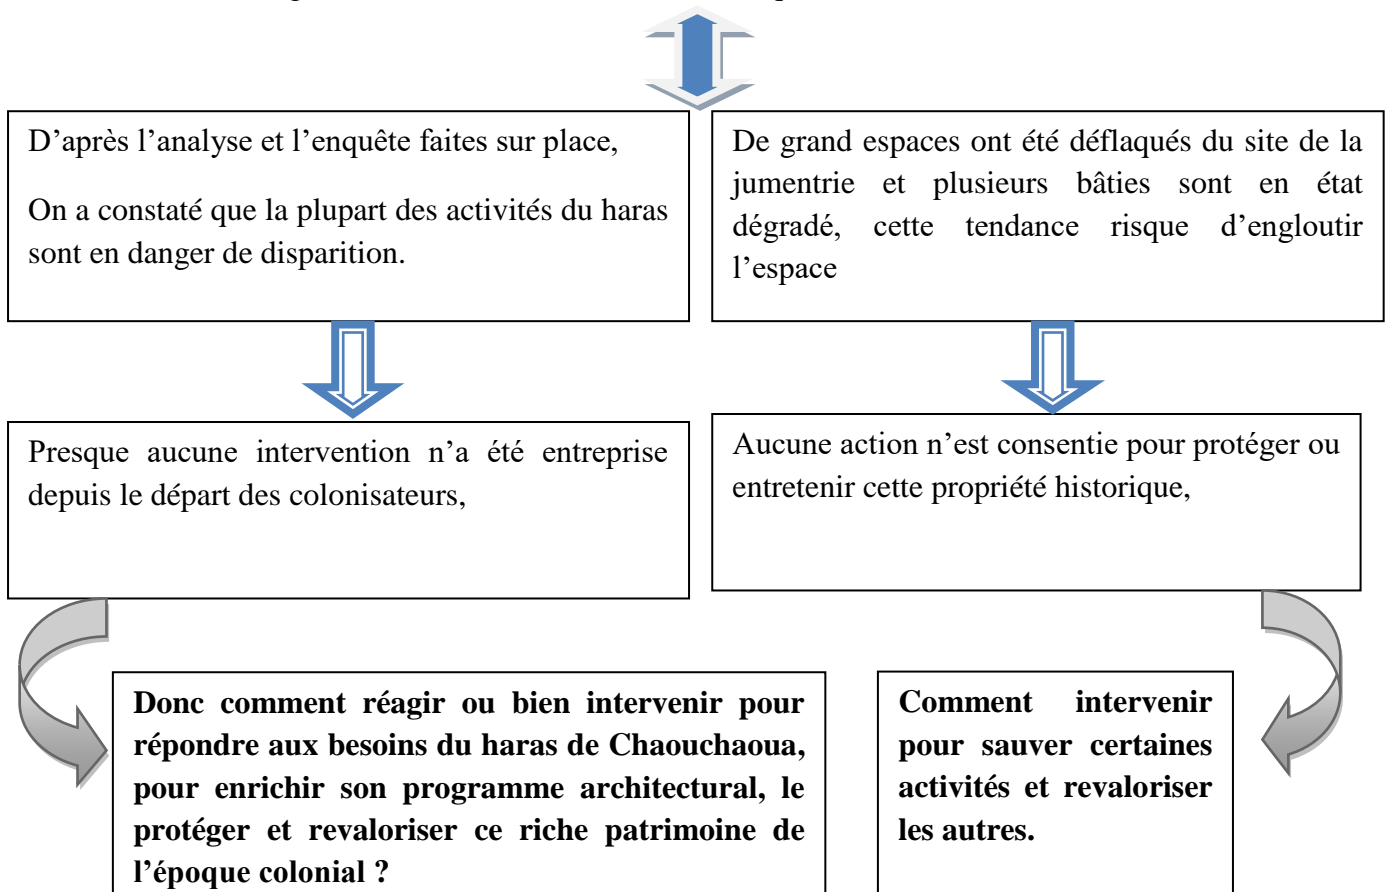 D’après l’analyse et l’enquête faites sur place,
On a constaté que la plupart des activités du haras
sont en danger de disparition.
De grand espaces ont été déflaqués du site de la
jumentrie et plusieurs bâties sont en état
dégradé, cette tendance risque d’engloutir
l’espace
Presque aucune intervention n’a été entreprise
depuis le départ des colonisateurs,
Aucune action n’est consentie pour protéger ou
entretenir cette propriété historique,
Donc comment réagir ou bien intervenir pour
répondre aux besoins du haras de Chaouchaoua,
pour enrichir son programme architectural, le
protéger et revaloriser ce riche patrimoine de
l’époque colonial ?
Comment intervenir
pour sauver certaines
activités et revaloriser
les autres.